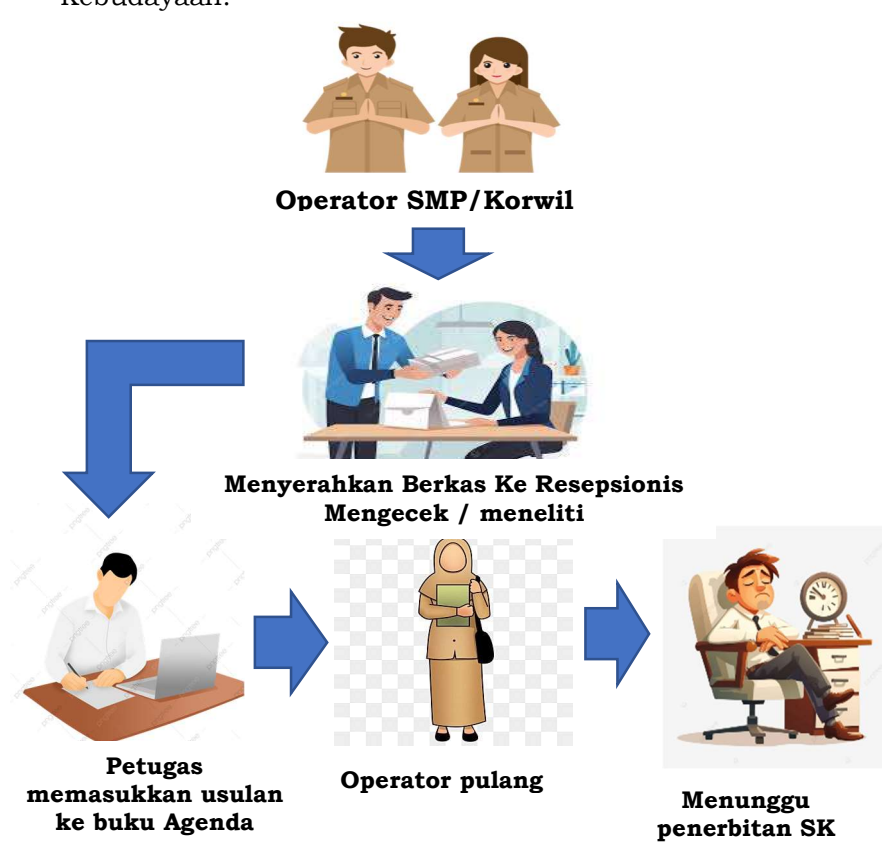 kebudayaan.
Operator SMP/Korwil
Menyerahkan Berkas Ke Resepsionis
Mengecek / meneliti
Petugas
memasukkan usulan
ke buku Agenda
Operator pulang
Menunggu
penerbitan SK